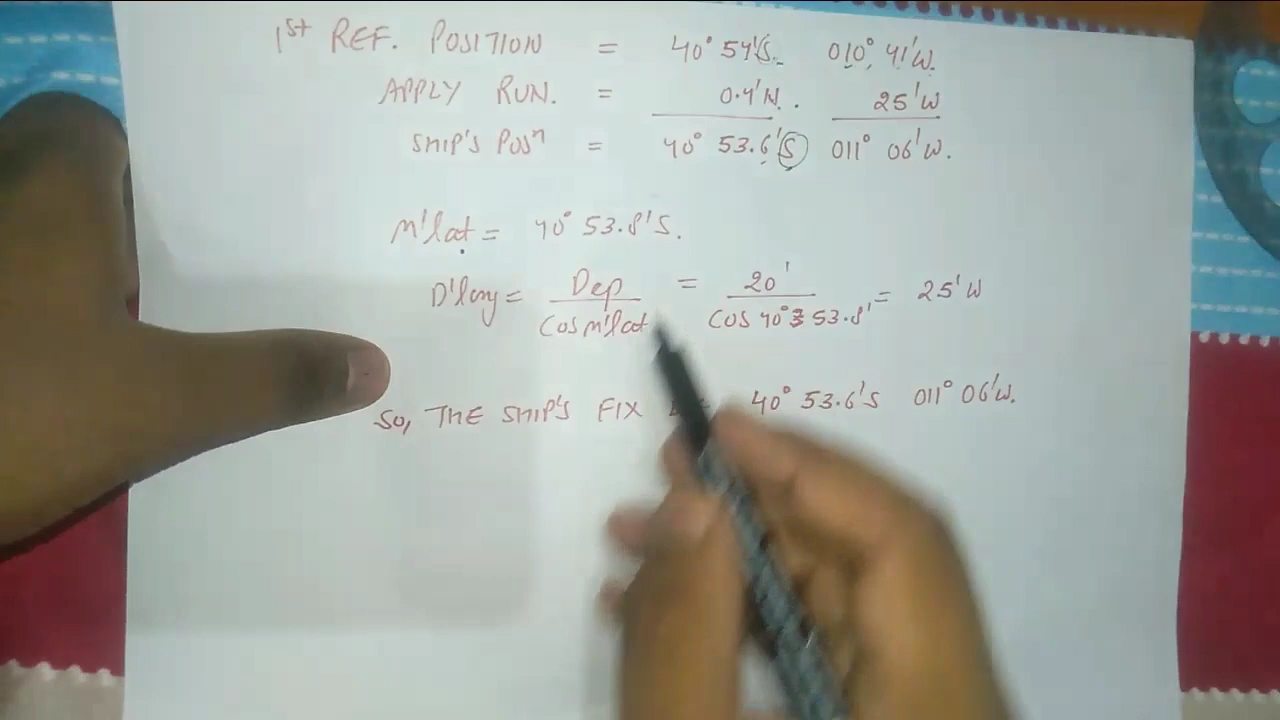 1st REF. POSITION = 40° 54'S. 010° 41'W.
APPLY RUN. = 0.4'N. 25'W
SHIP'S POSn = 40° 53.6'S 011° 06'W.
m'lat = 40° 53.8'S.
D'long = Dep / Cos m'lat = 20' / Cos 40° 53.8' = 25'W
So, THE SHIP'S FIX 40° 53.6'S 011° 06'W.